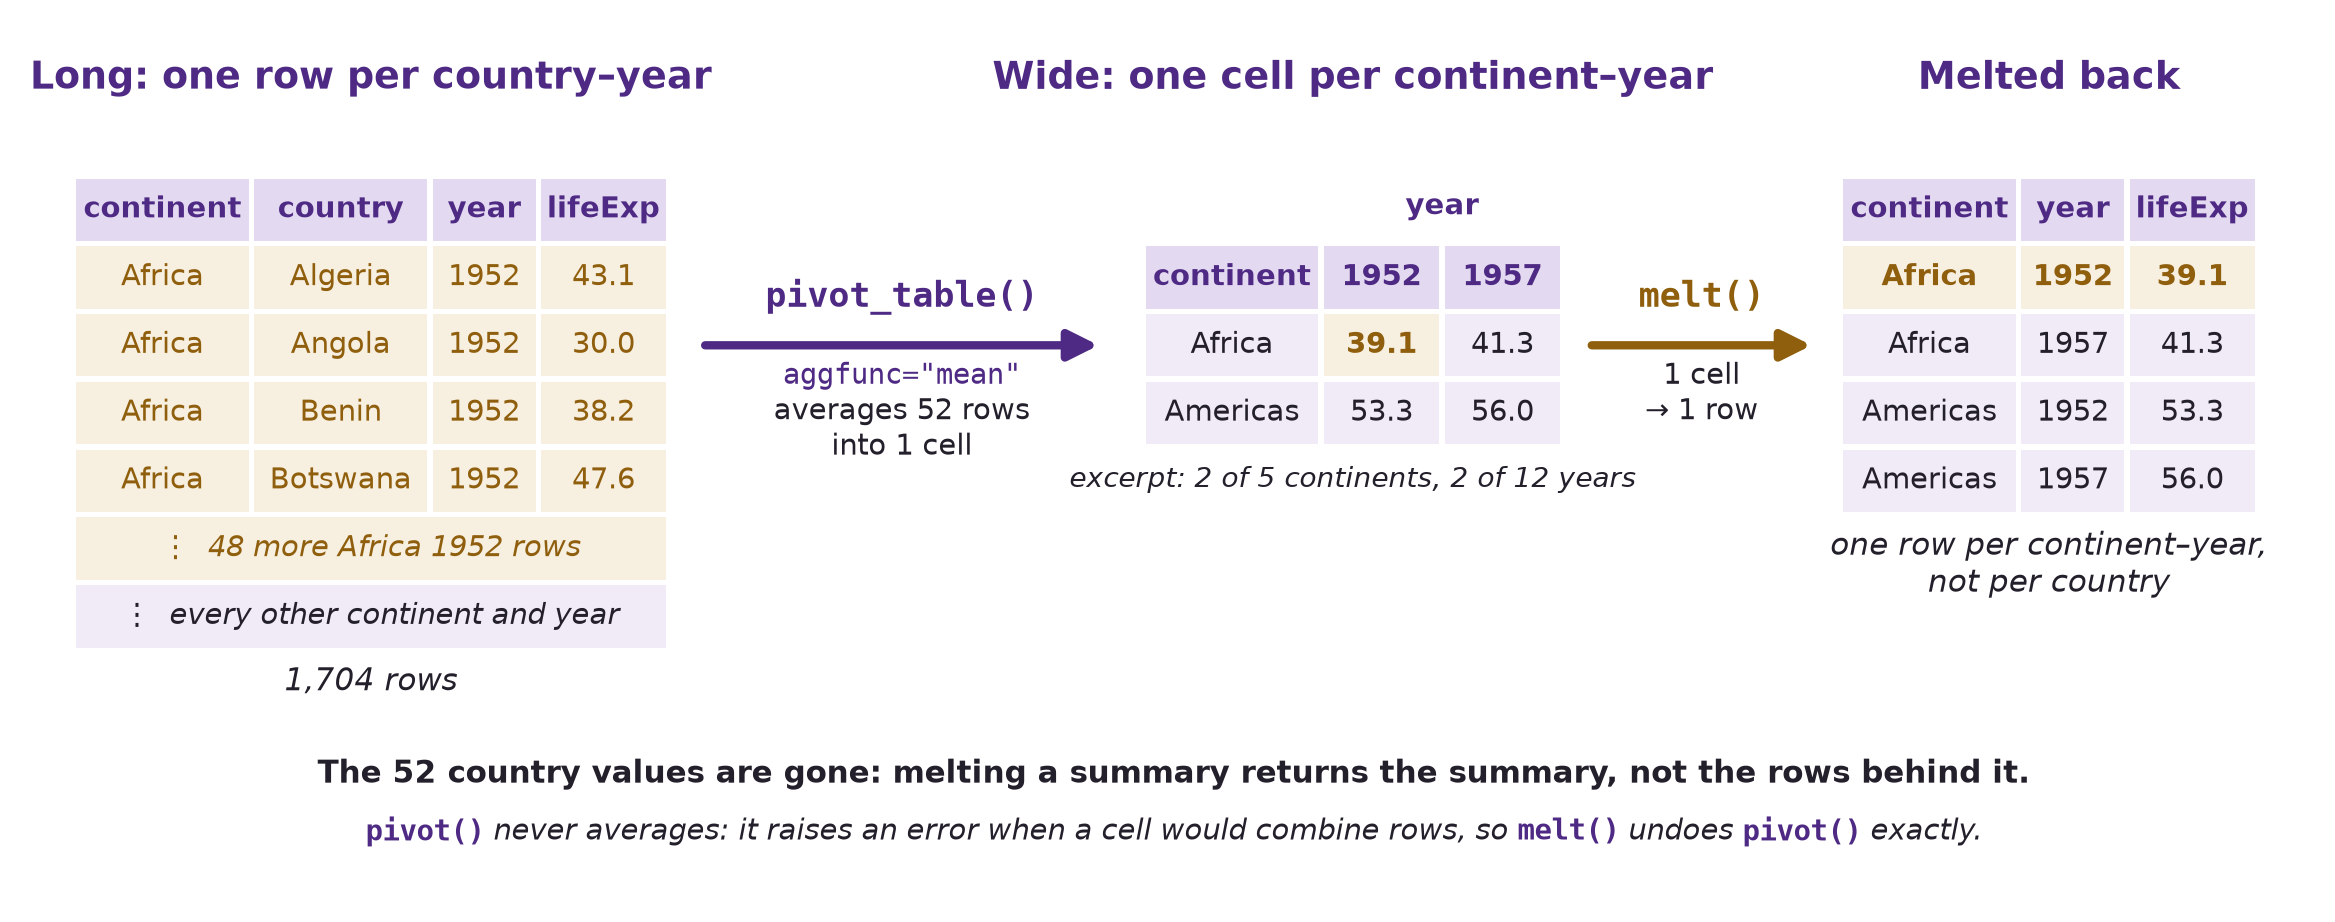 Long: one row per country–year
continent country year lifeExp
Africa Algeria 1952 43.1
Africa Angola 1952 30.0
Africa Benin 1952 38.2
Africa Botswana 1952 47.6
⋮ 48 more Africa 1952 rows
⋮ every other continent and year
1,704 rows
pivot_table()
aggfunc="mean"
averages 52 rows
into 1 cell
Wide: one cell per continent–year
year
continent 1952 1957
Africa 39.1 41.3
Americas 53.3 56.0
excerpt: 2 of 5 continents, 2 of 12 years
melt()
1 cell
→ 1 row
Melted back
continent year lifeExp
Africa 1952 39.1
Africa 1957 41.3
Americas 1952 53.3
Americas 1957 56.0
one row per continent–year,
not per country
The 52 country values are gone: melting a summary returns the summary, not the rows behind it.
pivot() never averages: it raises an error when a cell would combine rows, so melt() undoes pivot() exactly.